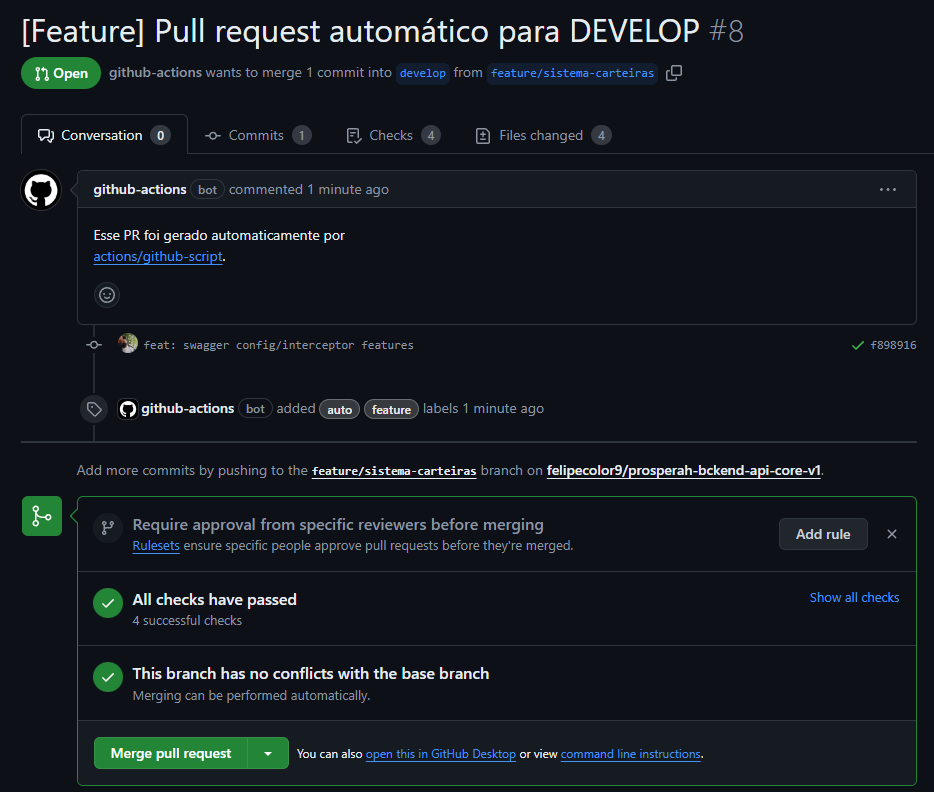 [Feature] Pull request automático para DEVELOP #8
Open github-actions wants to merge 1 commit into develop from feature/sistema-carteiras
Conversation 0 Commits 1 Checks 4 Files changed 4
github-actions bot commented 1 minute ago
Esse PR foi gerado automaticamente por
actions/github-script.
feat: swagger config/interceptor features f898916
github-actions bot added auto feature labels 1 minute ago
Add more commits by pushing to the feature/sistema-carteiras branch on felipecolor9/prosperah-bckend-api-core-v1.
Require approval from specific reviewers before merging
Rulesets ensure specific people approve pull requests before they're merged.
Add rule
All checks have passed
4 successful checks
Show all checks
This branch has no conflicts with the base branch
Merging can be performed automatically.
Merge pull request You can also open this in GitHub Desktop or view command line instructions.